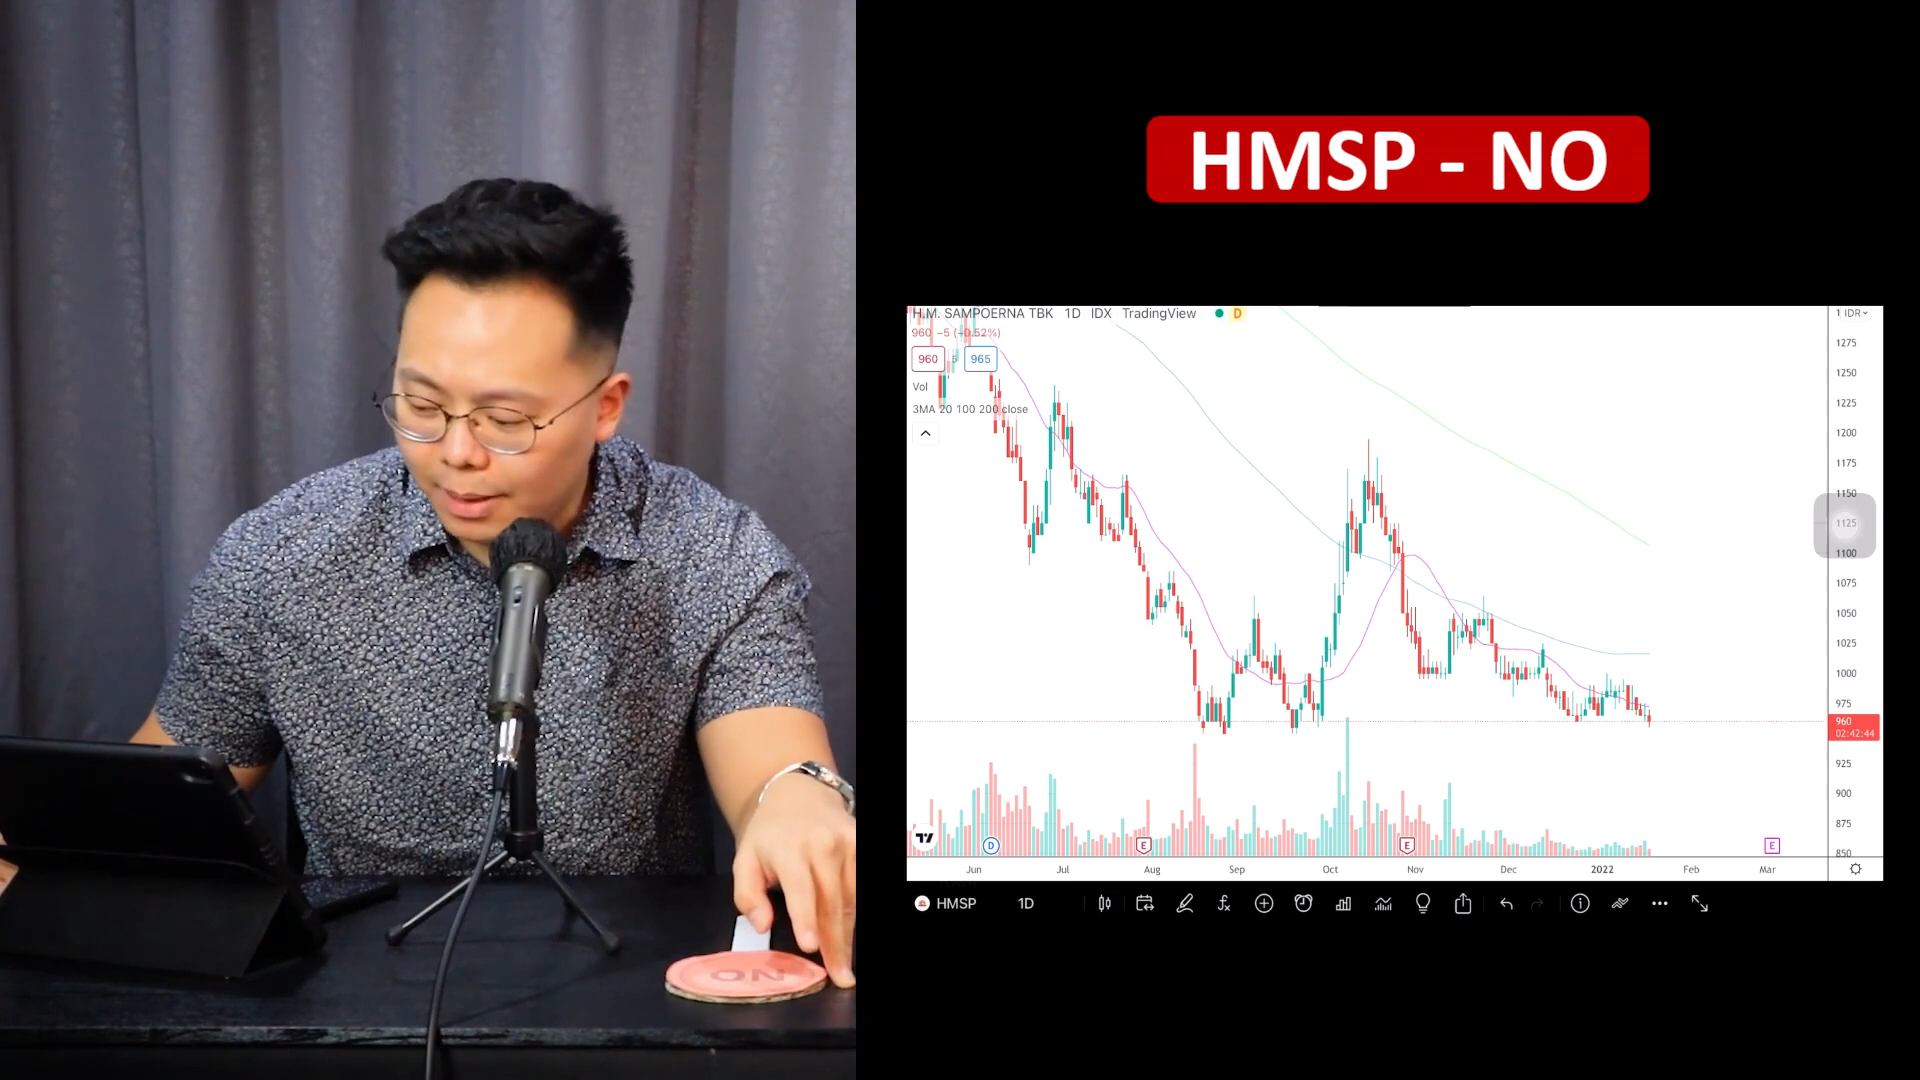 HMSP - NO
H.M. SAMPOERNA TBK 1D IDX TradingView D
1 IDR
960 −5 (−0.52%)
960 5 965
Vol
3MA 20 100 200 close
1275
1250
1225
1200
1175
1150
1125
1100
1075
1050
1025
1000
975
960
02:42:44
925
900
875
850
D E E E
Jun Jul Aug Sep Oct Nov Dec 2022 Feb Mar
HMSP 1D
NO